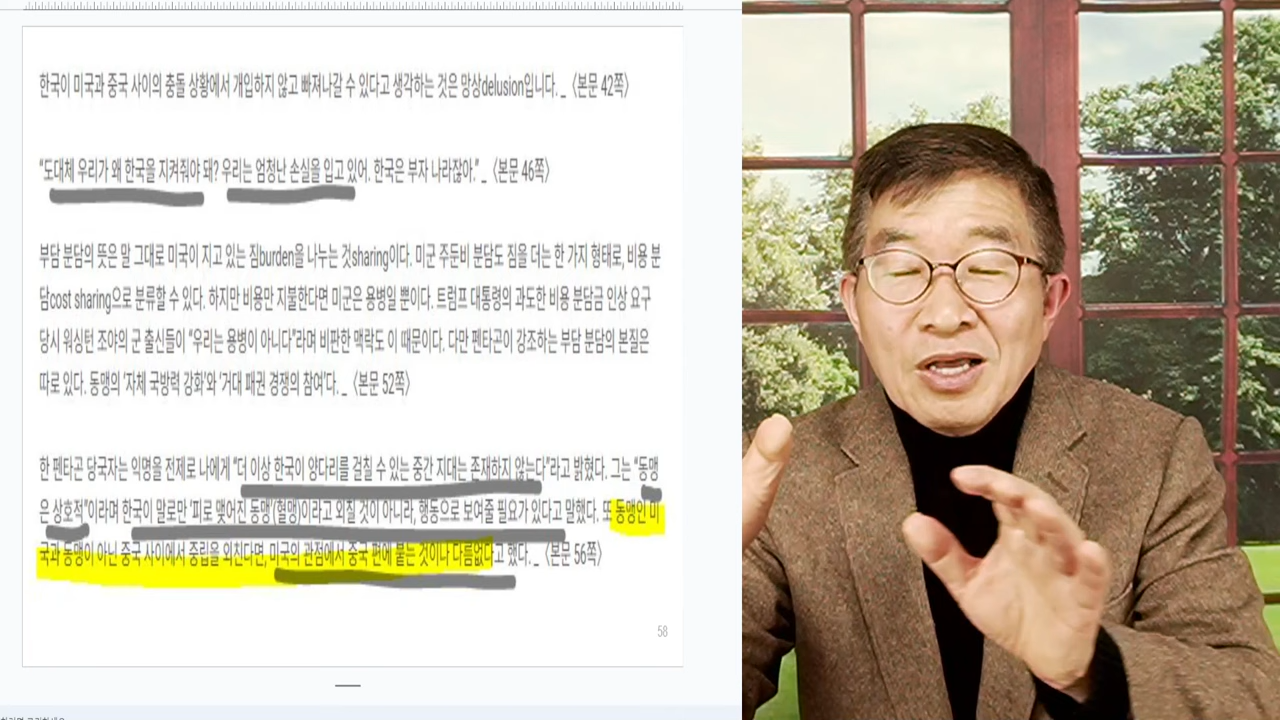 한국이 미국과 중국 사이의 충돌 상황에서 개입하지 않고 빠져나갈 수 있다고 생각하는 것은 망상delusion입니다. _〈본문 42쪽〉
“도대체 우리가 왜 한국을 지켜줘야 돼? 우리는 엄청난 손실을 입고 있어. 한국은 부자 나라잖아.” _〈본문 46쪽〉
부담 분담의 뜻은 말 그대로 미국이 지고 있는 짐burden을 나누는 것sharing이다. 미군 주둔비 분담도 짐을 더는 한 가지 형태로, 비용 분
담cost sharing으로 분류할 수 있다. 하지만 비용만 지불한다면 미군은 용병일 뿐이다. 트럼프 대통령의 과도한 비용 분담금 인상 요구
당시 워싱턴 조야의 군 출신들이 “우리는 용병이 아니다”라며 비판한 맥락도 이 때문이다. 다만 펜타곤이 강조하는 부담 분담의 본질은
따로 있다. 동맹의 ‘자체 국방력 강화’와 ‘거대 패권 경쟁의 참여’다. _〈본문 52쪽〉
한 펜타곤 당국자는 익명을 전제로 나에게 “더 이상 한국이 양다리를 걸칠 수 있는 중간 지대는 존재하지 않는다”라고 밝혔다. 그는 “동맹
은 상호적”이라며 한국이 말로만 ‘피로 맺어진 동맹’(혈맹)이라고 외칠 것이 아니라, 행동으로 보여줄 필요가 있다고 말했다. 또 동맹인 미
국과 동맹이 아닌 중국 사이에서 중립을 외친다면, 미국의 관점에서 중국 편에 붙는 것이나 다름없다고 했다. _〈본문 56쪽〉
58